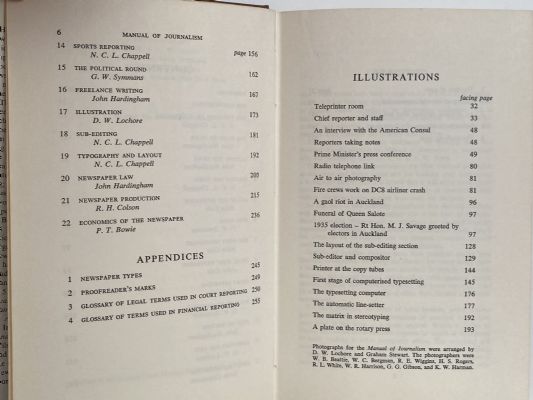 6 MANUAL OF JOURNALISM
14 SPORTS REPORTING
N. C. L. Chappell page 156
15 THE POLITICAL ROUND
G. W. Symmans 162
16 FREELANCE WRITING
John Hardingham 167
17 ILLUSTRATION
D. W. Lochore 173
18 SUB-EDITING
N. C. L. Chappell 181
19 TYPOGRAPHY AND LAYOUT 192
N. C. L. Chappell
20 NEWSPAPER LAW 200
John Hardingham
21 NEWSPAPER PRODUCTION 215
R. H. Colson
22 ECONOMICS OF THE NEWSPAPER 236
P. T. Bowie
APPENDICES
1 NEWSPAPER TYPES 245
2 PROOFREADER'S MARKS 249
3 GLOSSARY OF LEGAL TERMS USED IN COURT REPORTING 250
4 GLOSSARY OF TERMS USED IN FINANCIAL REPORTING 255
ILLUSTRATIONS
facing page
Teleprinter room 32
Chief reporter and staff 33
An interview with the American Consul 48
Reporters taking notes 48
Prime Minister's press conference 49
Radio telephone link 80
Air to air photography 81
Fire crews work on DC8 airliner crash 81
A gaol riot in Auckland 96
Funeral of Queen Salote 97
1935 election – Rt Hon. M. J. Savage greeted by
electors in Auckland 97
The layout of the sub-editing section 128
Sub-editor and compositor 129
Printer at the copy tubes 144
First stage of computerised typesetting 145
The typesetting computer 176
The automatic line-setter 177
The matrix in stereotyping 192
A plate on the rotary press 193
Photographs for the Manual of Journalism were arranged by
D. W. Lochore and Graham Stewart. The photographers were
W. B. Beattie, W. C. Bergman, R. E. Wiggins, H. S. Rogers,
R. L. White, W. R. Harrison, G. G. Gibson, and K. W. Harman.